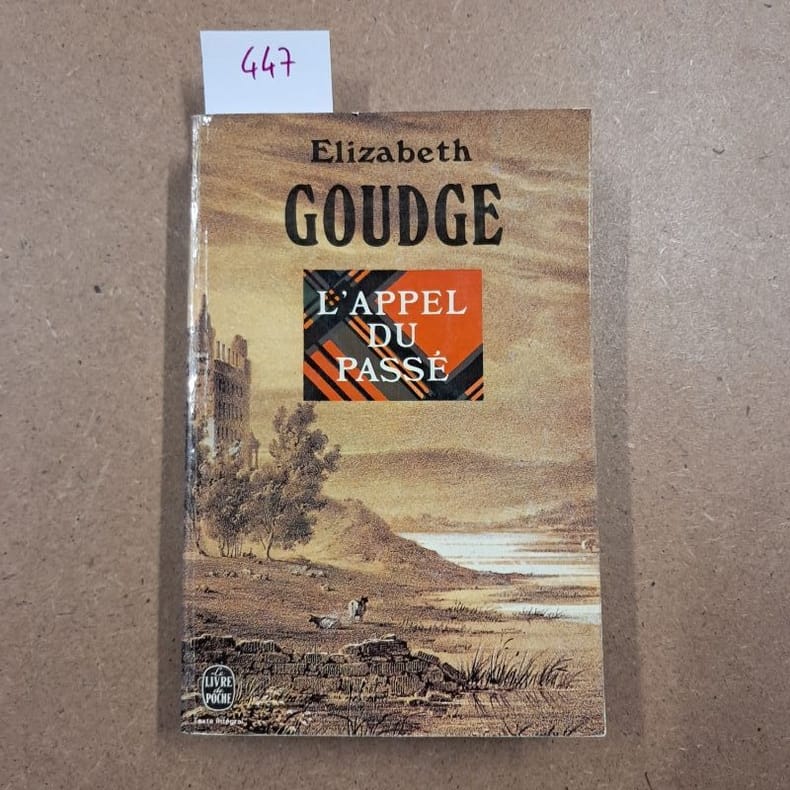 447
Elizabeth
GOUDGE
L'APPEL
DU
PASSÉ
Le
LIVRE
de
POCHE
Texte intégral